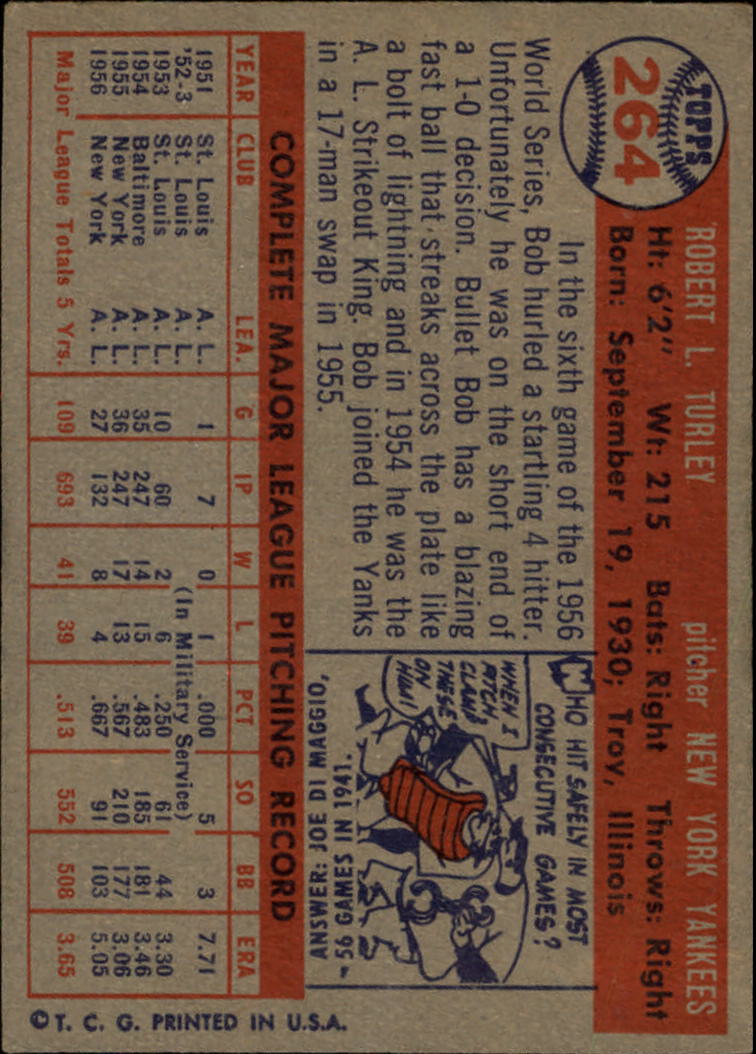 TOPPS
264
ROBERT L. TURLEY pitcher NEW YORK YANKEES
Ht: 6'2" Wt: 215 Bats: Right Throws: Right
Born: September 19, 1930; Troy, Illinois
In the sixth game of the 1956
World Series, Bob hurled a startling 4 hitter.
Unfortunately he was on the short end of
a 1-0 decision. Bullet Bob has a blazing
fast ball that streaks across the plate like
a bolt of lightning and in 1954 he was the
A. L. Strikeout King. Bob joined the Yanks
in a 17-man swap in 1955.
WHO HIT SAFELY IN MOST
CONSECUTIVE GAMES?
WHEN I
PITCH
CLAMP
THESE
ON
HIM!
ANSWER: JOE DI MAGGIO,
- 56 GAMES IN 1941.
COMPLETE MAJOR LEAGUE PITCHING RECORD
YEAR CLUB LEA. G IP W L PCT SO BB ERA
1951 St. Louis A. L. 1 7 0 1 .000 5 3 7.71
'52-3 St. Louis A. L. (In Military Service)
1953 St. Louis A. L. 10 60 2 6 .250 61 44 3.30
1954 Baltimore A. L. 35 247 14 15 .483 185 181 3.46
1955 New York A. L. 36 247 17 13 .567 210 177 3.06
1956 New York A. L. 27 132 8 4 .667 91 103 5.05
Major League Totals 5 Yrs. 109 693 41 39 .513 552 508 3.65
© T. C. G. PRINTED IN U.S.A.